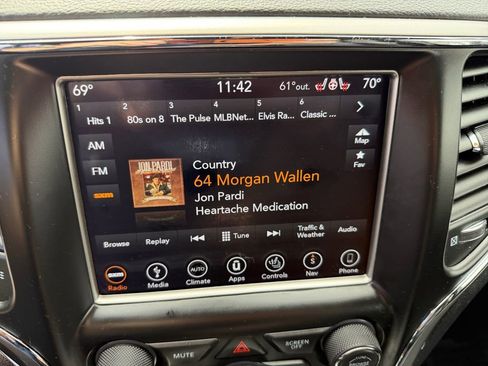 69° 11:42 61°out. 70°
1 2 3 4 5 6
Hits 1 80s on 8 The Pulse MLBNet... Elvis Ra... Classic ...
AM
Map
FM
Fav
sxm
JON PARDI
Country
64 Morgan Wallen
Jon Pardi
Heartache Medication
Browse Replay Tune Traffic & Weather Audio
sxm AUTO S
Radio Media Climate Apps Controls Nav Phone
MUTE SCREEN OFF
BROWSE